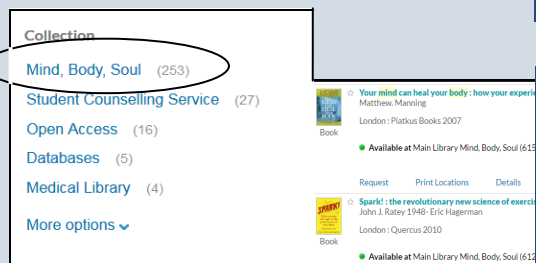 Collection
Mind, Body, Soul (253)
Student Counselling Service (27)
Open Access (16)
Databases (5)
Medical Library (4)
More options
Your mind can heal your body : how your experie
Matthew. Manning
London : Piatkus Books 2007
Book
Available at Main Library Mind, Body, Soul (615
Request Print Locations Details
SPARK!
Spark! : the revolutionary new science of exercis
John J. Ratey 1948- Eric Hagerman
London : Quercus 2010
Book
Available at Main Library Mind, Body, Soul (612